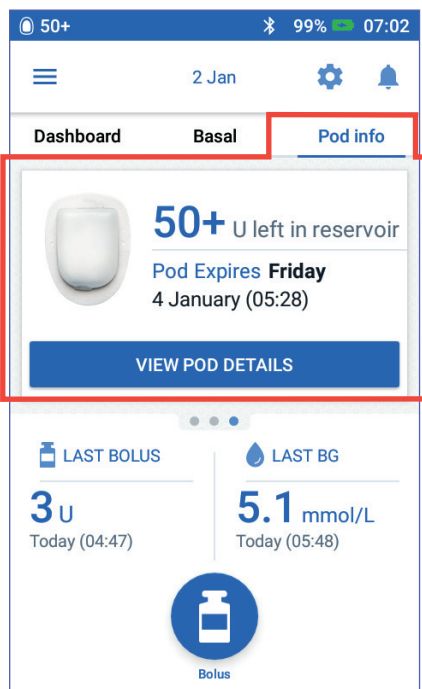 50+ 99% 07:02
2 Jan
Dashboard Basal Pod info
50+ U left in reservoir
Pod Expires Friday
4 January (05:28)
VIEW POD DETAILS
LAST BOLUS LAST BG
3 U 5.1 mmol/L
Today (04:47) Today (05:48)
Bolus